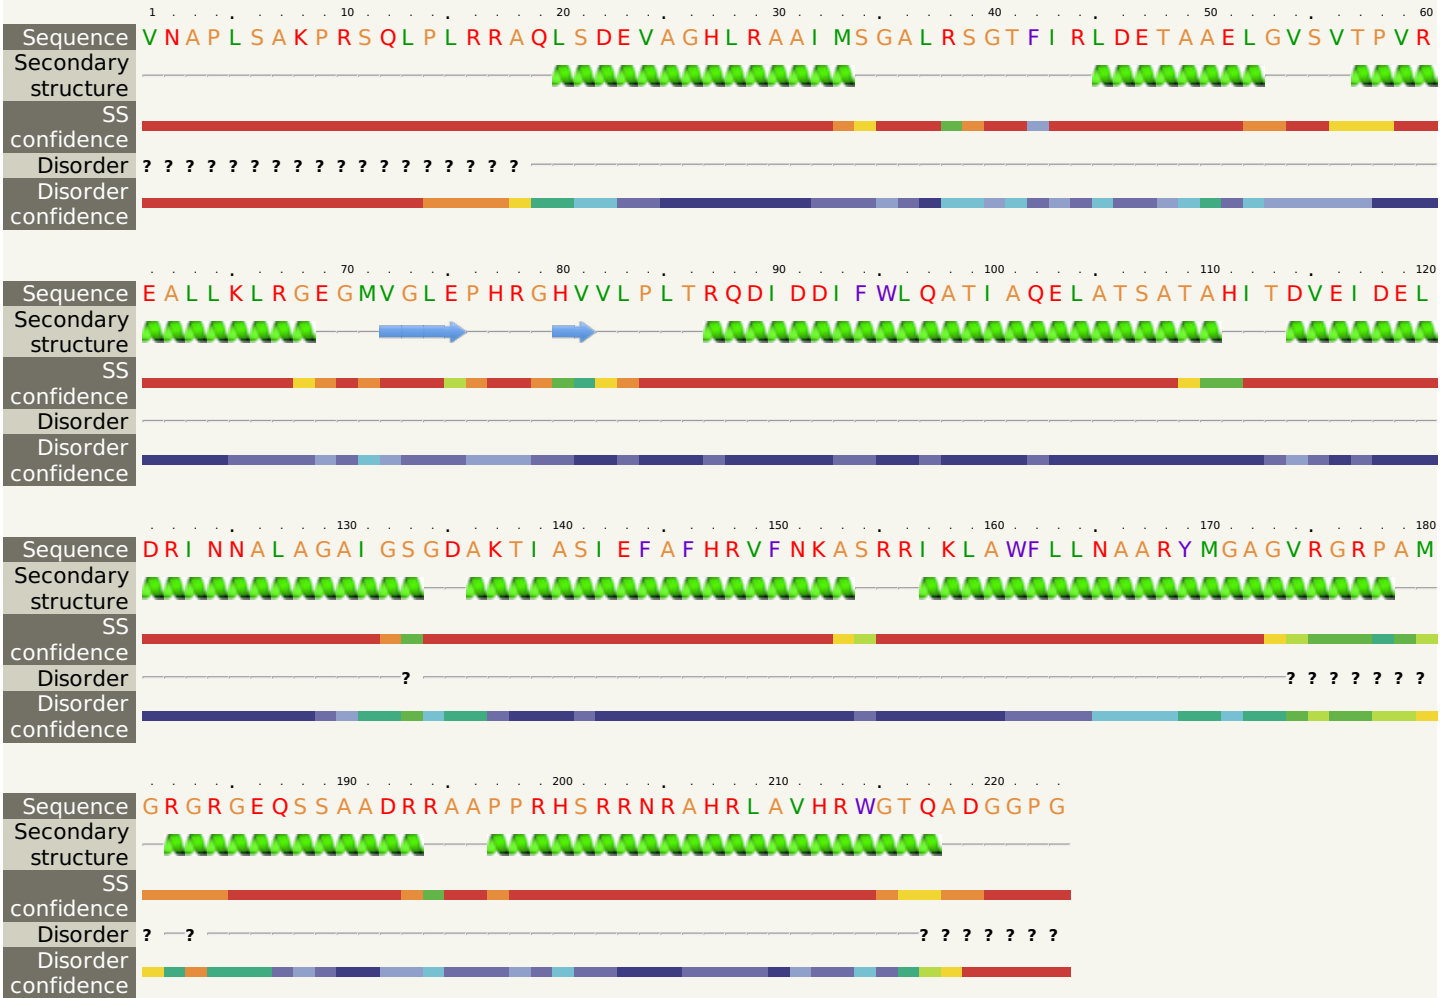 1 10 20 30 40 50 60
Sequence V N A P L S A K P R S Q L P L R R A Q L S D E V A G H L R A A I M S G A L R S G T F I R L D E T A A E L G V S V T P V R
Secondary
structure
SS
confidence
Disorder ? ? ? ? ? ? ? ? ? ? ? ? ? ? ? ? ? ?
Disorder
confidence
70 80 90 100 110 120
Sequence E A L L K L R G E G M V G L E P H R G H V V L P L T R Q D I D D I F W L Q A T I A Q E L A T S A T A H I T D V E I D E L
Secondary
structure
SS
confidence
Disorder
Disorder
confidence
130 140 150 160 170 180
Sequence D R I N N A L A G A I G S G D A K T I A S I E F A F H R V F N K A S R R I K L A W F L L N A A R Y M G A G V R G R P A M
Secondary
structure
SS
confidence
Disorder ? ? ? ? ? ? ? ?
Disorder
confidence
190 200 210 220
Sequence G R G R G E Q S S A A D R R A A P P R H S R R N R A H R L A V H R W G T Q A D G G P G
Secondary
structure
SS
confidence
Disorder ? ? ? ? ? ? ? ? ?
Disorder
confidence